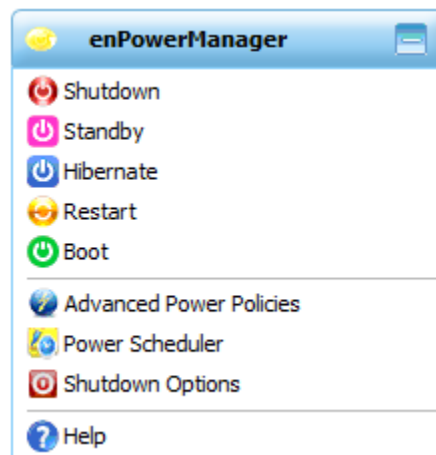 enPowerManager
Shutdown
Standby
Hibernate
Restart
Boot
Advanced Power Policies
Power Scheduler
Shutdown Options
Help